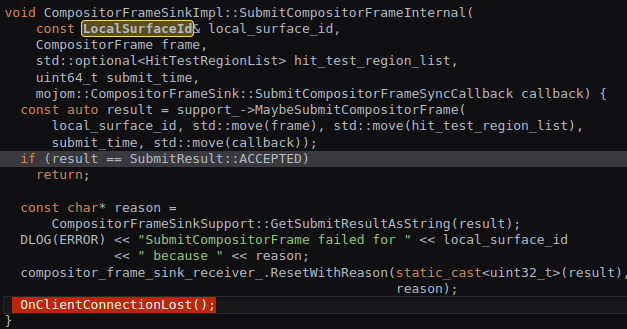 void CompositorFrameSinkImpl::SubmitCompositorFrameInternal(
    const LocalSurfaceId& local_surface_id,
    CompositorFrame frame,
    std::optional<HitTestRegionList> hit_test_region_list,
    uint64_t submit_time,
    mojom::CompositorFrameSink::SubmitCompositorFrameSyncCallback callback) {
  const auto result = support_->MaybeSubmitCompositorFrame(
      local_surface_id, std::move(frame), std::move(hit_test_region_list),
      submit_time, std::move(callback));
  if (result == SubmitResult::ACCEPTED)
    return;

  const char* reason =
      CompositorFrameSinkSupport::GetSubmitResultAsString(result);
  DLOG(ERROR) << "SubmitCompositorFrame failed for " << local_surface_id
              << " because " << reason;
  compositor_frame_sink_receiver_.ResetWithReason(static_cast<uint32_t>(result),
                                                  reason);
  OnClientConnectionLost();
}